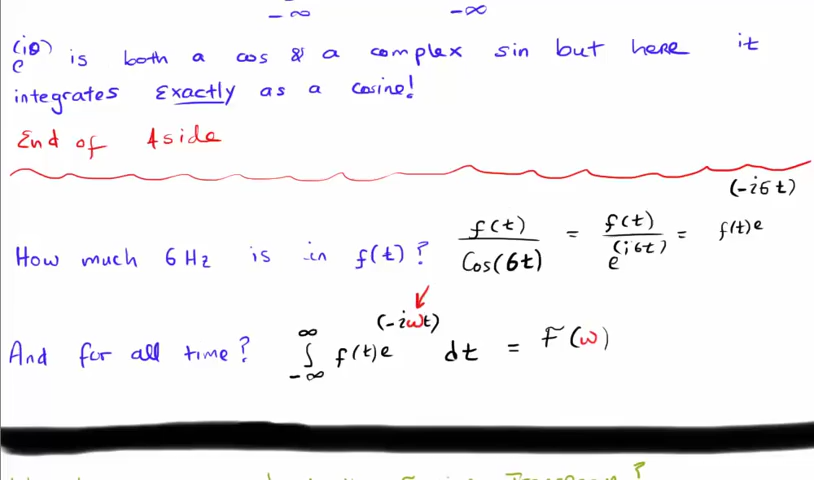 -∞ -∞
e^(iθ) is both a cos & a complex sin but here it
integrates Exactly as a cosine!
End of Aside
How much 6 Hz is in f(t)? f(t)/Cos(6t) = f(t)/e^(i6t) = f(t)e^(-i6t)
And for all time? ∫_{-∞}^{∞} f(t)e^(-iωt) dt = F(ω)